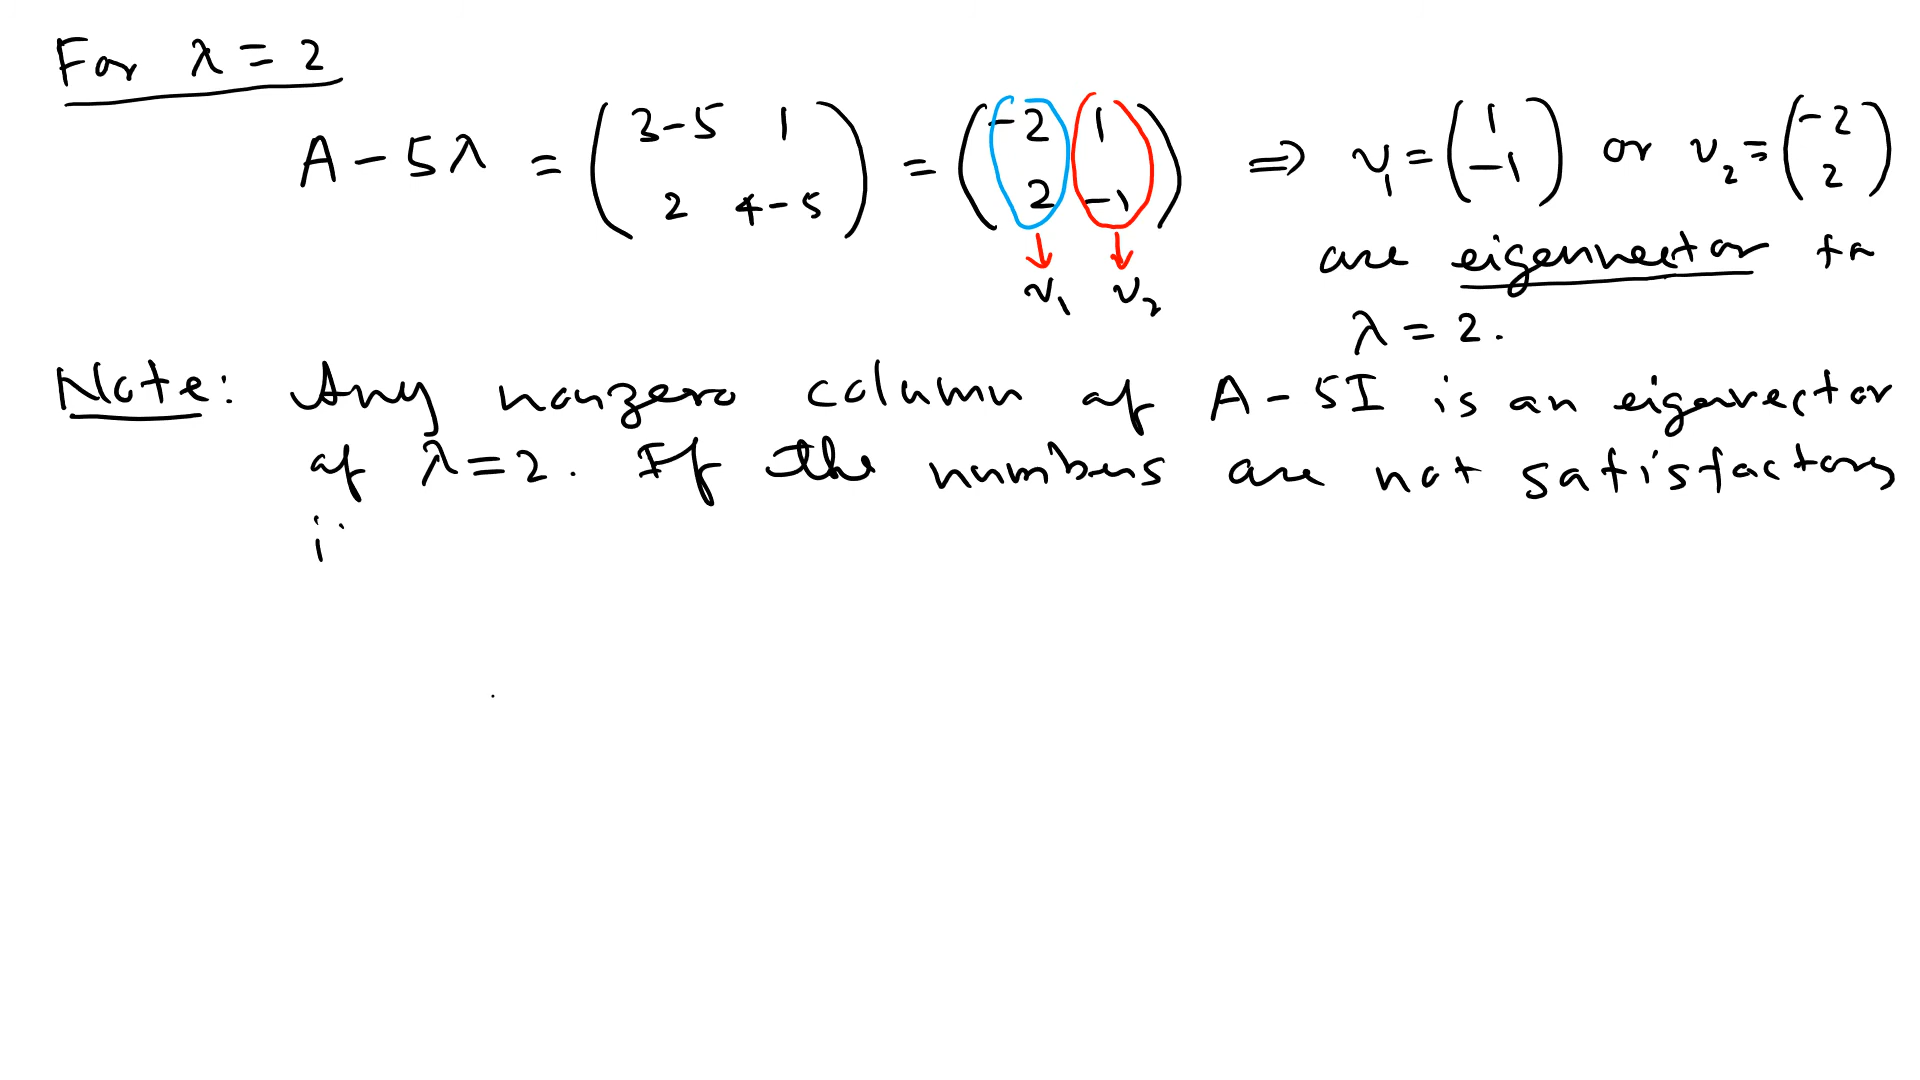 For λ = 2
A - 5λ = (3-5 1 ; 2 4-5) = (-2 1 ; 2 -1) ⇒ v₁ = (1 ; -1) or v₂ = (-2 ; 2)
v₁ v₂
are eigenvector for
λ = 2.
Note: Any nonzero column of A - 5I is an eigenvector
of λ = 2. If the numbers are not satisfactory